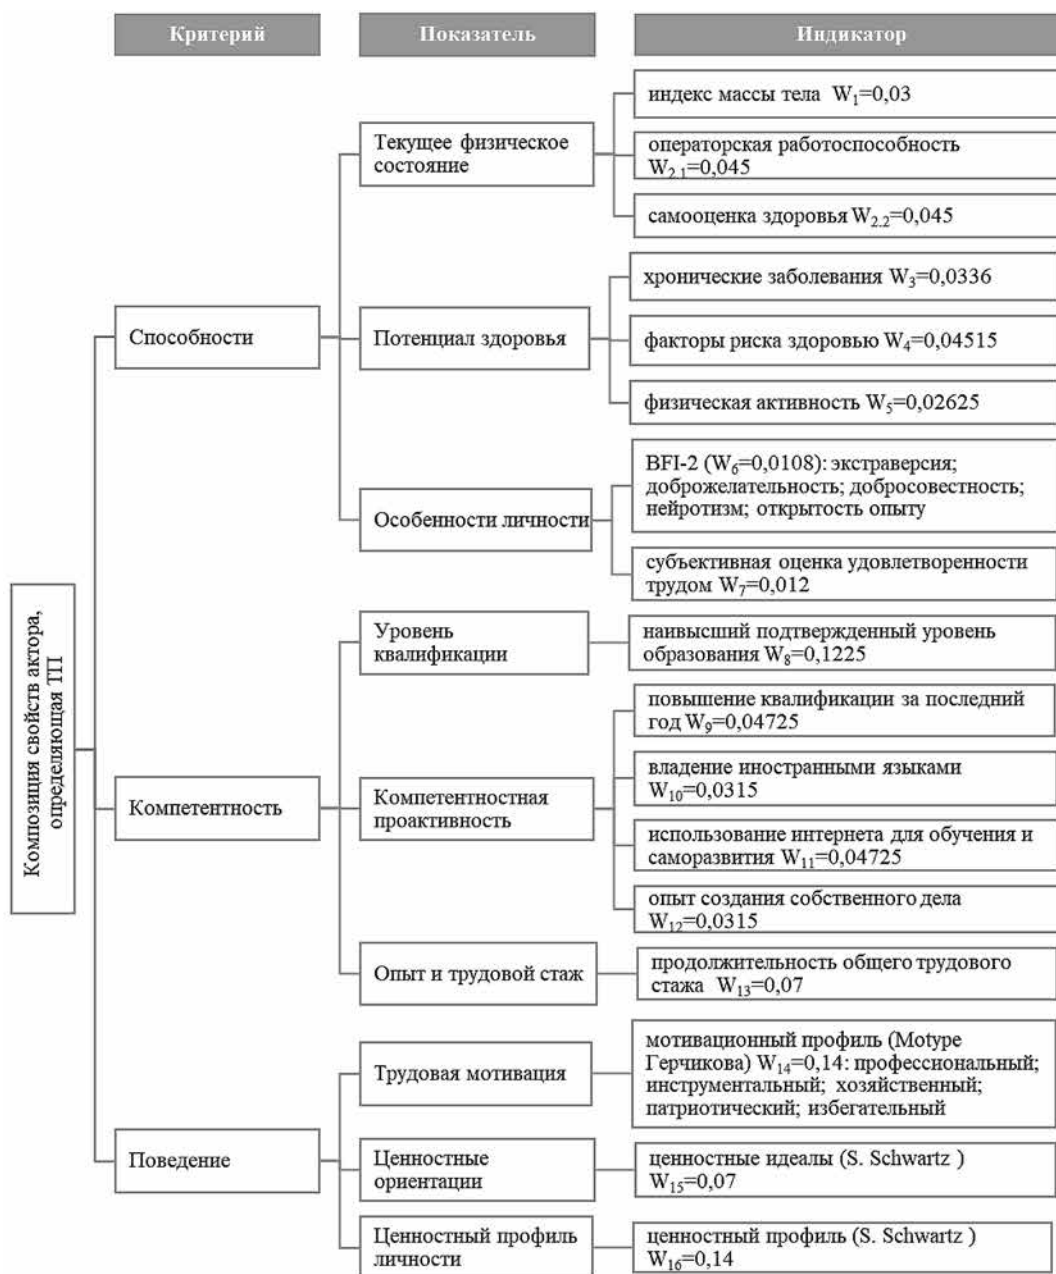 Критерий
Показатель
Индикатор
Композиция свойств актора,
определяющая ТП
Способности
Текущее физическое
состояние
индекс массы тела W1=0,03
операторская работоспособность
W2.1=0,045
самооценка здоровья W2.2=0,045
Потенциал здоровья
хронические заболевания W3=0,0336
факторы риска здоровью W4=0,04515
физическая активность W5=0,02625
Особенности личности
BFI-2 (W6=0,0108): экстраверсия;
доброжелательность; добросовестность;
нейротизм; открытость опыту
субъективная оценка удовлетворенности
трудом W7=0,012
Компетентность
Уровень
квалификации
наивысший подтвержденный уровень
образования W8=0,1225
Компетентностная
проактивность
повышение квалификации за последний
год W9=0,04725
владение иностранными языками
W10=0,0315
использование интернета для обучения и
саморазвития W11=0,04725
опыт создания собственного дела
W12=0,0315
Опыт и трудовой стаж
продолжительность общего трудового
стажа W13=0,07
Поведение
Трудовая мотивация
мотивационный профиль (Motype
Герчикова) W14=0,14: профессиональный;
инструментальный; хозяйственный;
патриотический; избегательный
Ценностные
ориентации
ценностные идеалы (S. Schwartz )
W15=0,07
Ценностный профиль
личности
ценностный профиль (S. Schwartz )
W16=0,14